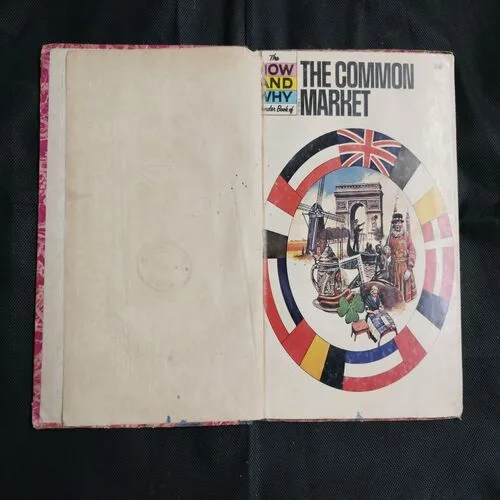 The
HOW
AND
WHY
Wonder Book of
THE COMMON
MARKET